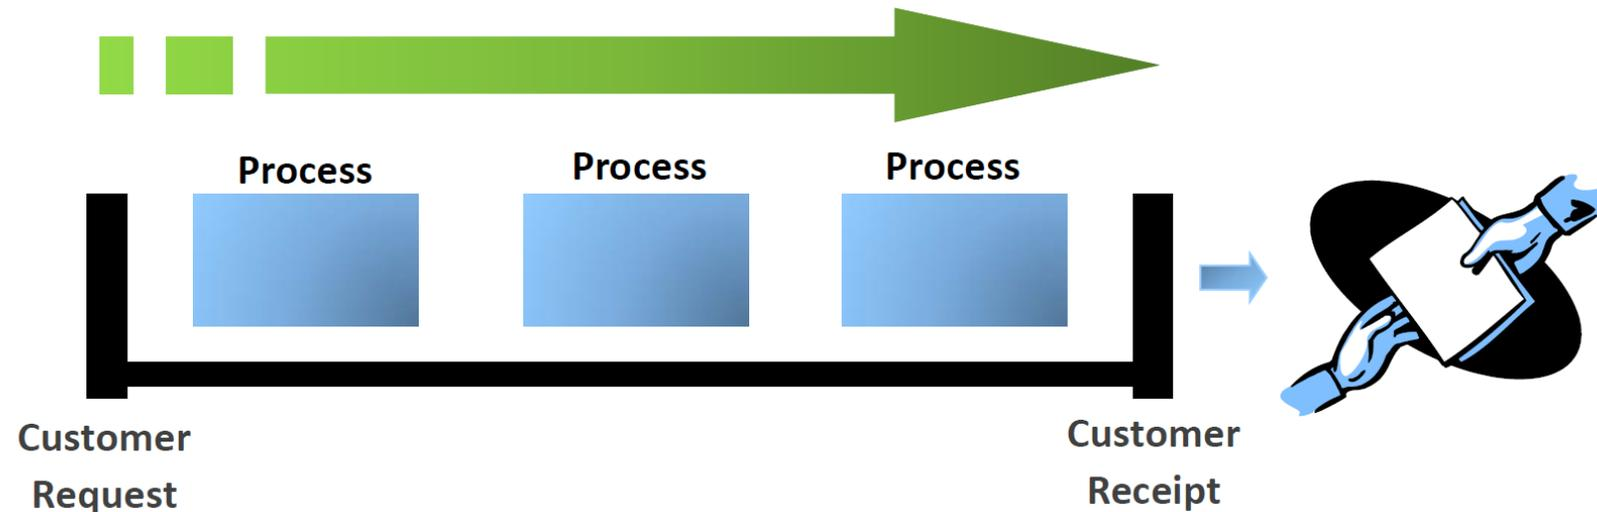 Process
Process
Process
Customer
Request
Customer
Receipt